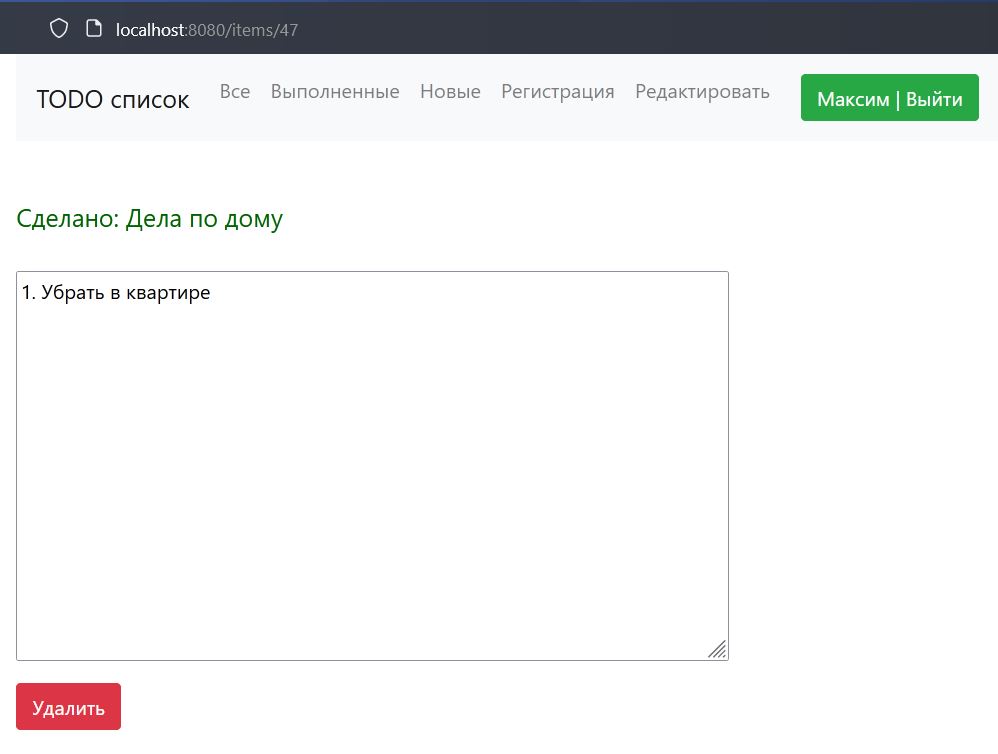 localhost:8080/items/47
TODO список Все Выполненные Новые Регистрация Редактировать Максим | Выйти
Сделано: Дела по дому
1. Убрать в квартире
Удалить